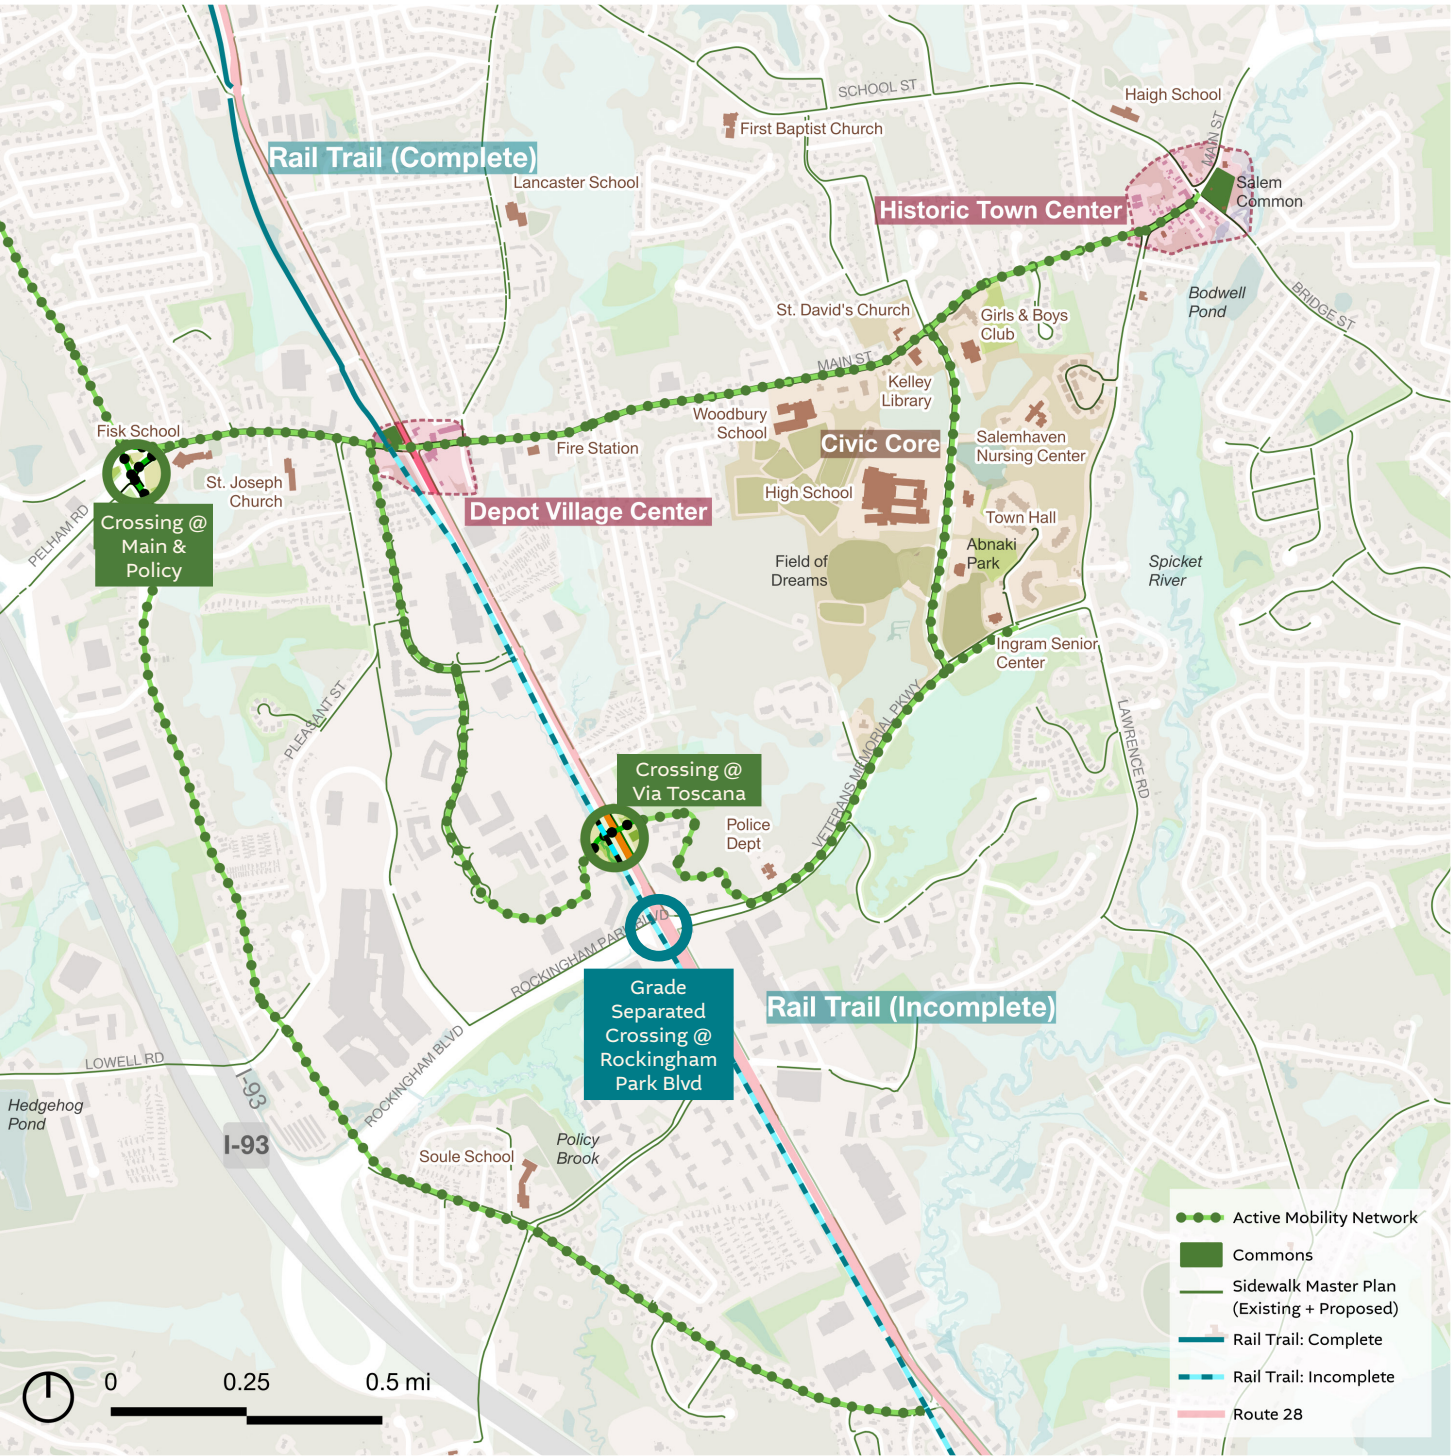 SCHOOL ST
Haigh School
First Baptist Church
MAIN ST
Rail Trail (Complete)
Lancaster School
Salem
Common
Historic Town Center
Bodwell
Pond
BRIDGE ST
St. David's Church
Girls & Boys
Club
MAIN ST
Kelley
Library
Woodbury
School
Fisk School
Fire Station
Civic Core
Salemhaven
Nursing Center
St. Joseph
Church
High School
Depot Village Center
Town Hall
PELHAM RD
Crossing @
Main &
Policy
Abnaki
Park
Field of
Dreams
Spicket
River
Ingram Senior
Center
PLEASANT ST
VETERANS MEMORIAL PKWY
LAWRENCE RD
Crossing @
Via Toscana
Police
Dept
ROCKINGHAM PARK BLVD
Grade
Separated
Crossing @
Rockingham
Park Blvd
Rail Trail (Incomplete)
LOWELL RD
ROCKINGHAM BLVD
I-93
Hedgehog
Pond
I-93
Soule School
Policy
Brook
Active Mobility Network
Commons
Sidewalk Master Plan
(Existing + Proposed)
Rail Trail: Complete
Rail Trail: Incomplete
Route 28
0 0.25 0.5 mi